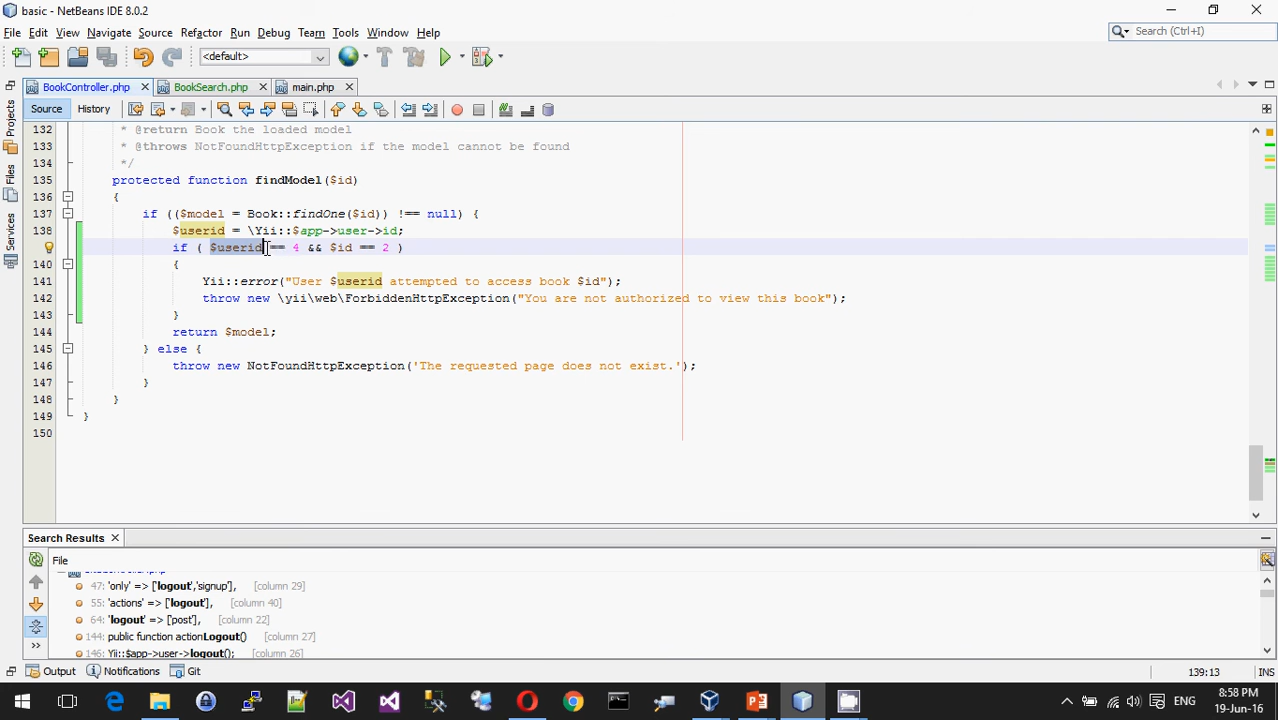 basic - NetBeans IDE 8.0.2
File Edit View Navigate Source Refactor Run Debug Team Tools Window Help
Search (Ctrl+I)
<default>
BookController.php BookSearch.php main.php
Source History
Projects
Files
Services
132 * @return Book the loaded model
133 * @throws NotFoundHttpException if the model cannot be found
134 */
135 protected function findModel($id)
136 {
137 if (($model = Book::findOne($id)) !== null) {
138 $userid = \Yii::$app->user->id;
if ( $userid == 4 && $id == 2 )
140 {
141 Yii::error("User $userid attempted to access book $id");
142 throw new \yii\web\ForbiddenHttpException("You are not authorized to view this book");
143 }
144 return $model;
145 } else {
146 throw new NotFoundHttpException('The requested page does not exist.');
147 }
148 }
149 }
150
Search Results
File
47: 'only' => ['logout','signup'], [column 29]
55: 'actions' => ['logout'], [column 40]
64: 'logout' => ['post'], [column 22]
144: public function actionLogout() [column 27]
146: Yii::$app->user->logout(); [column 26]
Output Notifications Git
139:13 INS
ENG
8:58 PM
19-Jun-16